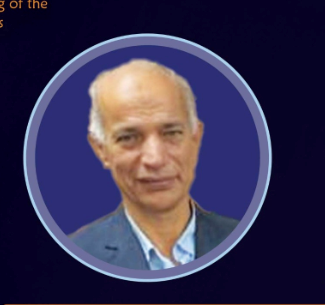 g of the
s